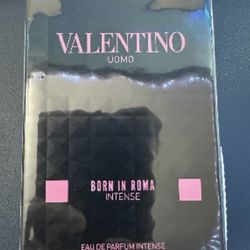 VALENTINO
UOMO
BORN IN ROMA
INTENSE
EAU DE PARFUM INTENSE